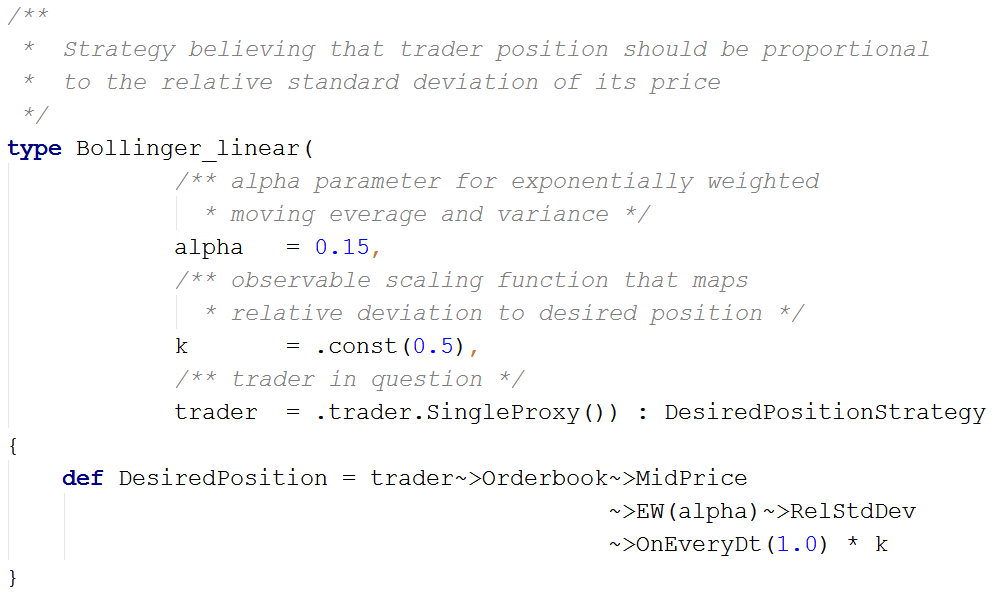 /**
 *  Strategy believing that trader position should be proportional
 *  to the relative standard deviation of its price
 */
type Bollinger_linear(
            /** alpha parameter for exponentially weighted
              * moving everage and variance */
            alpha   = 0.15,
            /** observable scaling function that maps
              * relative deviation to desired position */
            k       = .const(0.5),
            /** trader in question */
            trader  = .trader.SingleProxy()) : DesiredPositionStrategy
{
    def DesiredPosition = trader~>Orderbook~>MidPrice
                                           ~>EW(alpha)~>RelStdDev
                                           ~>OnEveryDt(1.0) * k
}